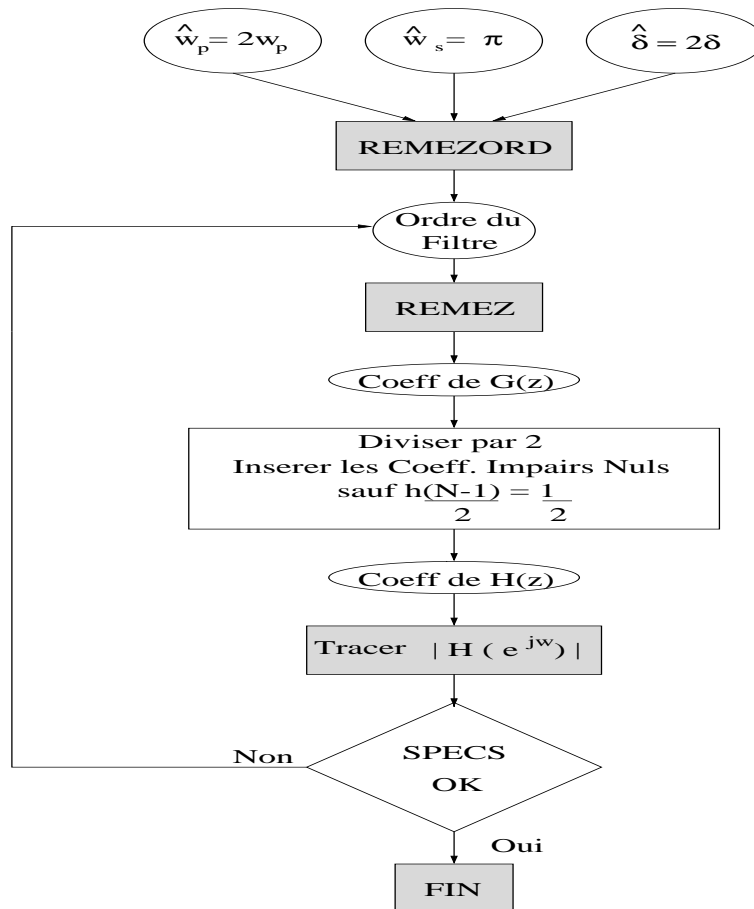 ŵp = 2wp
ŵs = π
δ̂ = 2δ
REMEZORD
Ordre du
Filtre
REMEZ
Coeff de G(z)
Diviser par 2
Inserer les Coeff. Impairs Nuls
sauf h(N-1)/2 = 1/2
Coeff de H(z)
Tracer | H ( e^jw) |
SPECS
OK
Non
Oui
FIN